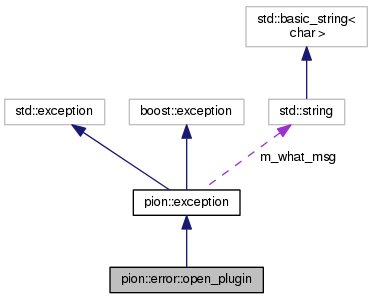 std::basic_string<
char >
std::exception
boost::exception
std::string
m_what_msg
pion::exception
pion::error::open_plugin